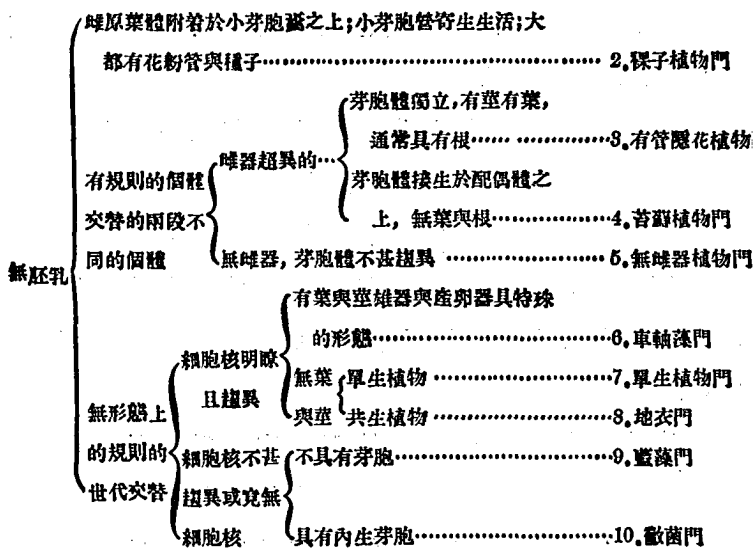 雌原葉體附着於小芽胞囊之上;小芽胞營寄生生活;大
都有花粉管與種子…………2.裸子植物門
芽胞體獨立,有莖有葉,
通常具有根…………3.有管隱花植物
雌器超異的…
芽胞體接生於配偶體之
上,無葉與根…………4.苔蘚植物門
有規則的個體
交替的兩段不
同的個體
無雌器,芽胞體不甚超異…………5.無雌器植物門
無胚乳
有葉與莖雄器與產卵器具特殊
的形態…………6.車軸藻門
細胞核明瞭
且超異
無葉
與莖
單生植物…………7.單生植物門
共生植物…………8.地衣門
無形態上
的規則的
世代交替
細胞核不甚
超異或竟無
細胞核
不具有芽胞…………9.藍藻門
具有內生芽胞…………10.黴菌門